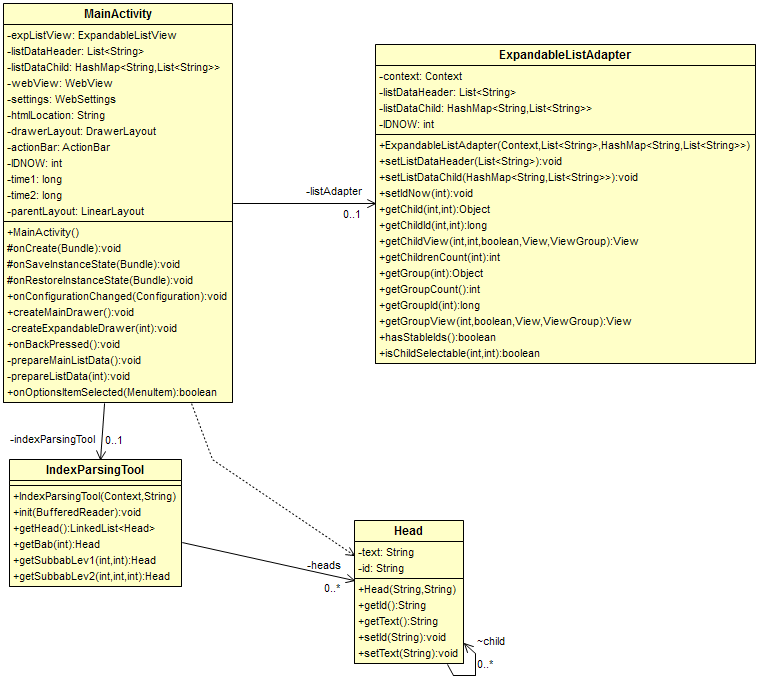 MainActivity
-expListView: ExpandableListView
-listDataHeader: List<String>
-listDataChild: HashMap<String,List<String>>
-webView: WebView
-settings: WebSettings
-htmlLocation: String
-drawerLayout: DrawerLayout
-actionBar: ActionBar
-IDNOW: int
-time1: long
-time2: long
-parentLayout: LinearLayout
+MainActivity()
#onCreate(Bundle):void
#onSaveInstanceState(Bundle):void
#onRestoreInstanceState(Bundle):void
+onConfigurationChanged(Configuration):void
+createMainDrawer():void
-createExpandableDrawer(int):void
+onBackPressed():void
-prepareMainListData():void
-prepareListData(int):void
+onOptionsItemSelected(MenuItem):boolean
-listAdapter
0..1
ExpandableListAdapter
-context: Context
-listDataHeader: List<String>
-listDataChild: HashMap<String,List<String>>
-IDNOW: int
+ExpandableListAdapter(Context,List<String>,HashMap<String,List<String>>)
+setListDataHeader(List<String>):void
+setListDataChild(HashMap<String,List<String>>):void
+setIdNow(int):void
+getChild(int,int):Object
+getChildId(int,int):long
+getChildView(int,int,boolean,View,ViewGroup):View
+getChildrenCount(int):int
+getGroup(int):Object
+getGroupCount():int
+getGroupId(int):long
+getGroupView(int,boolean,View,ViewGroup):View
+hasStableIds():boolean
+isChildSelectable(int,int):boolean
-indexParsingTool
0..1
IndexParsingTool
+IndexParsingTool(Context,String)
+init(BufferedReader):void
+getHead():LinkedList<Head>
+getBab(int):Head
+getSubbabLev1(int,int):Head
+getSubbabLev2(int,int,int):Head
-heads
0..*
Head
-text: String
-id: String
+Head(String,String)
+getId():String
+getText():String
+setId(String):void
+setText(String):void
~child
0..*